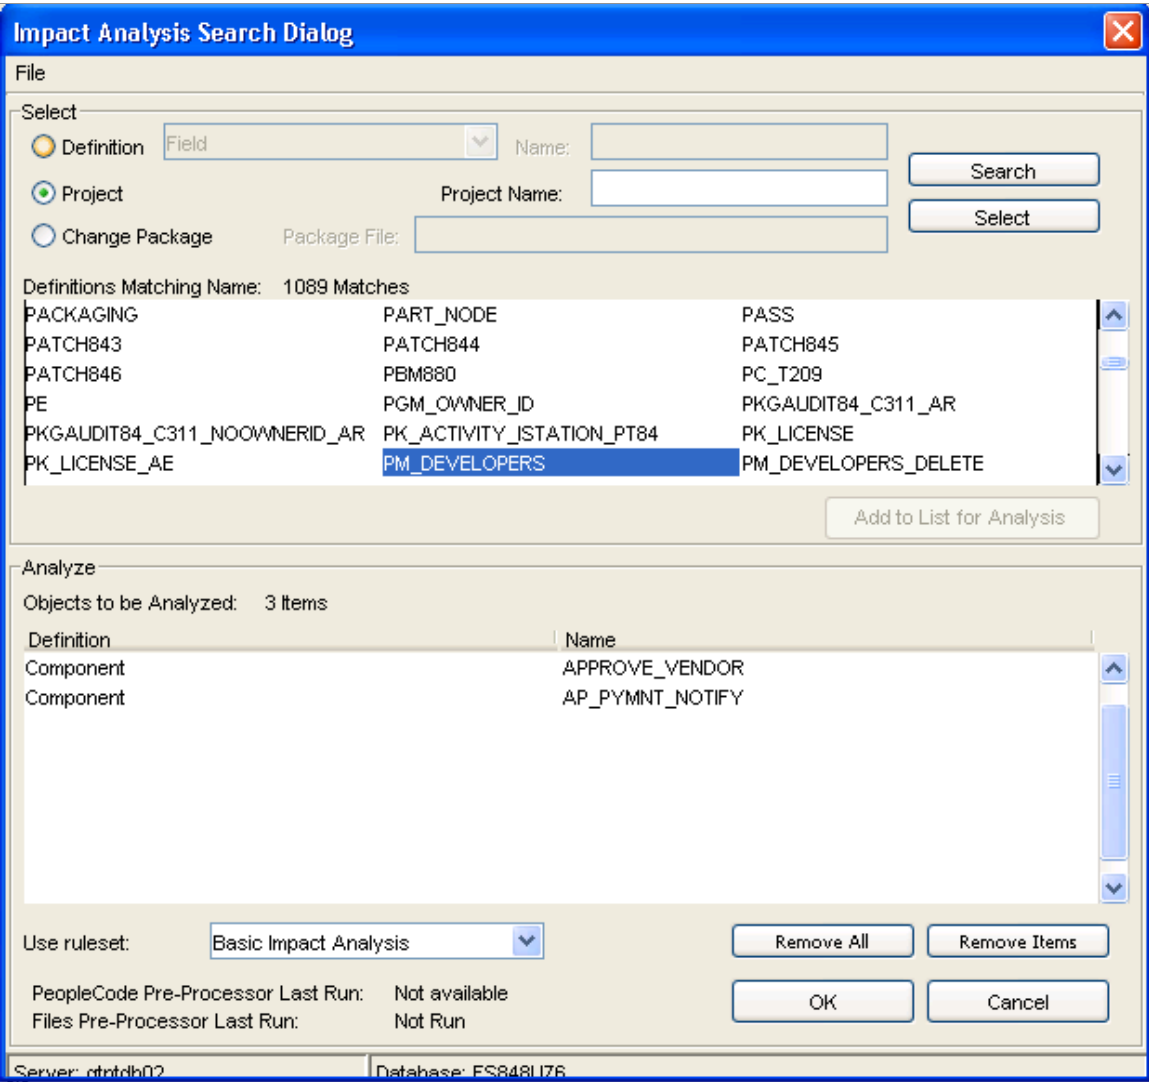 Impact Analysis Search Dialog
File
Select
Definition Field Name:
Search
Project Project Name:
Select
Change Package Package File:
Definitions Matching Name: 1089 Matches
PACKAGING PART_NODE PASS
PATCH843 PATCH844 PATCH845
PATCH846 PBM880 PC_T209
PE PGM_OWNER_ID PKGAUDIT84_C311_AR
PKGAUDIT84_C311_NOOWNERID_AR PK_ACTIVITY_ISTATION_PT84 PK_LICENSE
PK_LICENSE_AE PM_DEVELOPERS PM_DEVELOPERS_DELETE
Add to List for Analysis
Analyze
Objects to be Analyzed: 3 Items
Definition Name
Component APPROVE_VENDOR
Component AP_PYMNT_NOTIFY
Use ruleset: Basic Impact Analysis Remove All Remove Items
PeopleCode Pre-Processor Last Run: Not available
OK Cancel
Files Pre-Processor Last Run: Not Run
Server: Database: